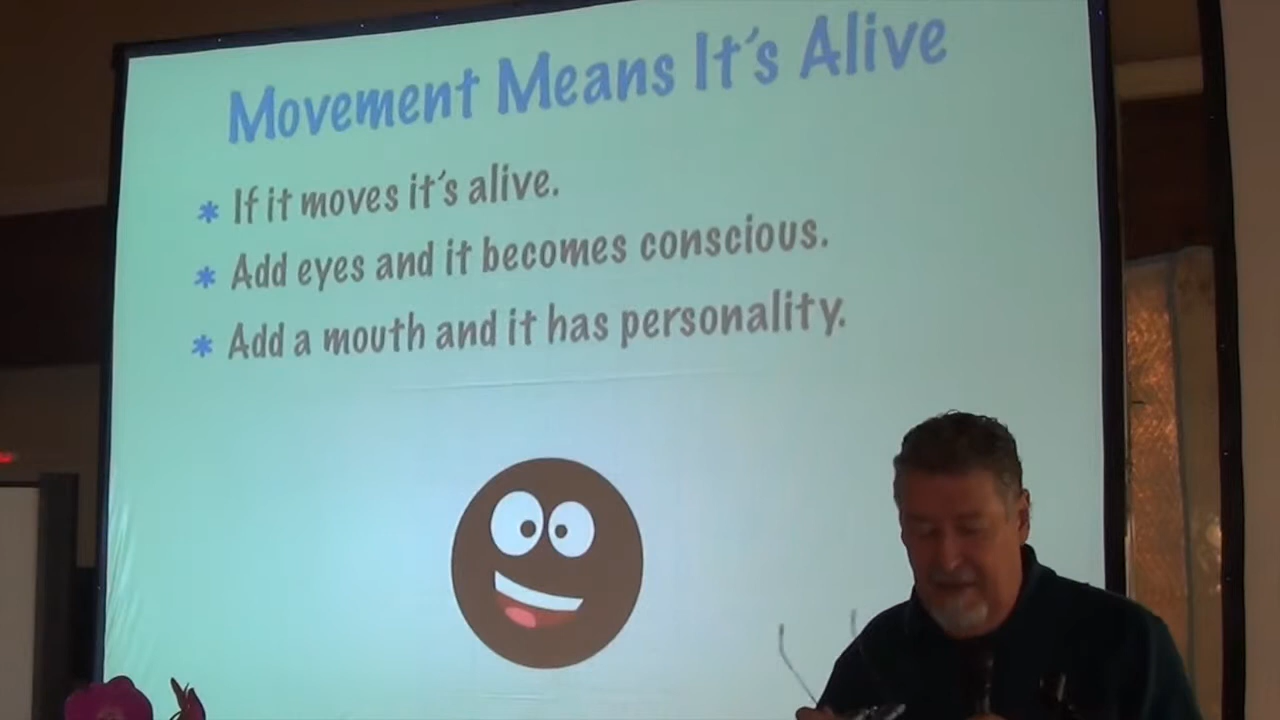 Movement Means It's Alive
* If it moves it's alive.
* Add eyes and it becomes conscious.
* Add a mouth and it has personality.